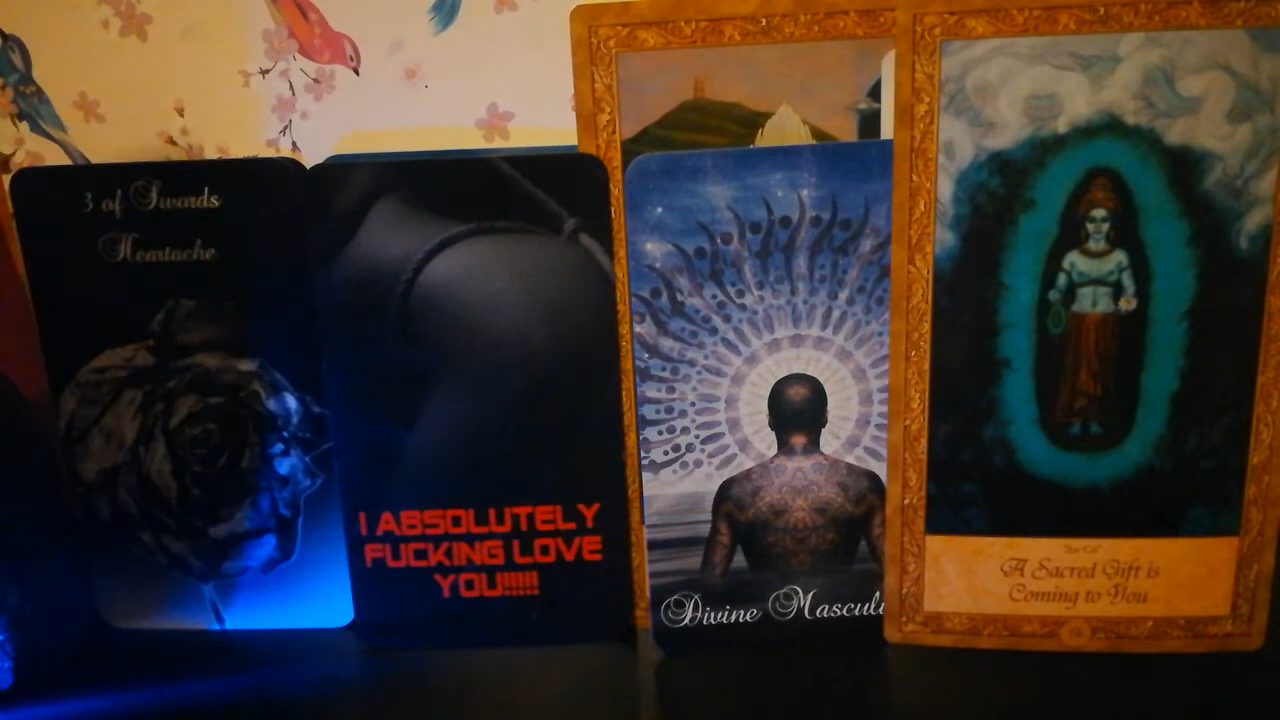 3 of Swords
Heartache
I ABSOLUTELY
FUCKING LOVE
YOU!!!!!
Divine Mascul
A Sacred Gift is
Coming to You